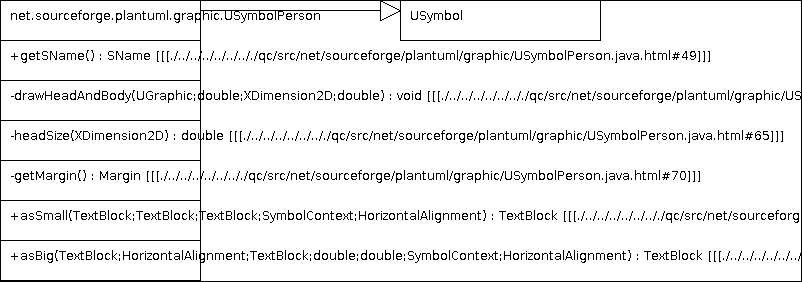 net.sourceforge.plantuml.graphic.USymbolPerson
USymbol
+getSName() : SName [[[./../../../../../../qc/src/net/sourceforge/plantuml/graphic/USymbolPerson.java.html#49]]]
-drawHeadAndBody(UGraphic;double;XDimension2D;double) : void [[[./../../../../../../qc/src/net/sourceforge/plantuml/graphic/US
-headSize(XDimension2D) : double [[[./../../../../../../qc/src/net/sourceforge/plantuml/graphic/USymbolPerson.java.html#65]]]
-getMargin() : Margin [[[./../../../../../../qc/src/net/sourceforge/plantuml/graphic/USymbolPerson.java.html#70]]]
+asSmall(TextBlock;TextBlock;TextBlock;SymbolContext;HorizontalAlignment) : TextBlock [[[./../../../../../../qc/src/net/sourceforg
+asBig(TextBlock;HorizontalAlignment;TextBlock;double;double;SymbolContext;HorizontalAlignment) : TextBlock [[[./../../../../../